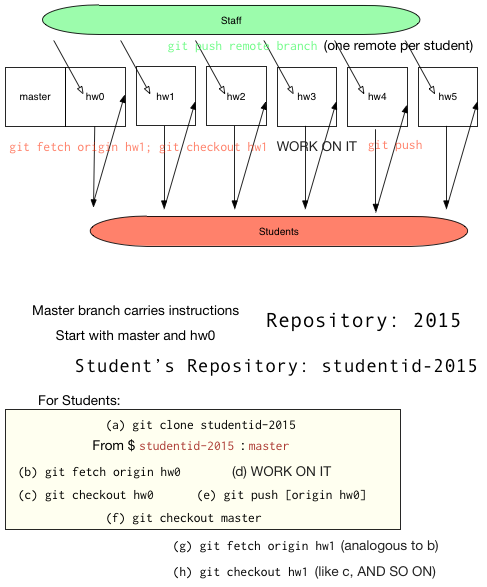 Staff
git push remote branch (one remote per student)
master hw0 hw1 hw2 hw3 hw4 hw5
git fetch origin hw1; git checkout hw1 WORK ON IT git push
Students
Master branch carries instructions
Start with master and hw0
Repository: 2015
Student's Repository: studentid-2015
For Students:
(a) git clone studentid-2015
From $ studentid-2015 : master
(b) git fetch origin hw0 (d) WORK ON IT
(c) git checkout hw0 (e) git push [origin hw0]
(f) git checkout master
(g) git fetch origin hw1 (analogous to b)
(h) git checkout hw1 (like c, AND SO ON)